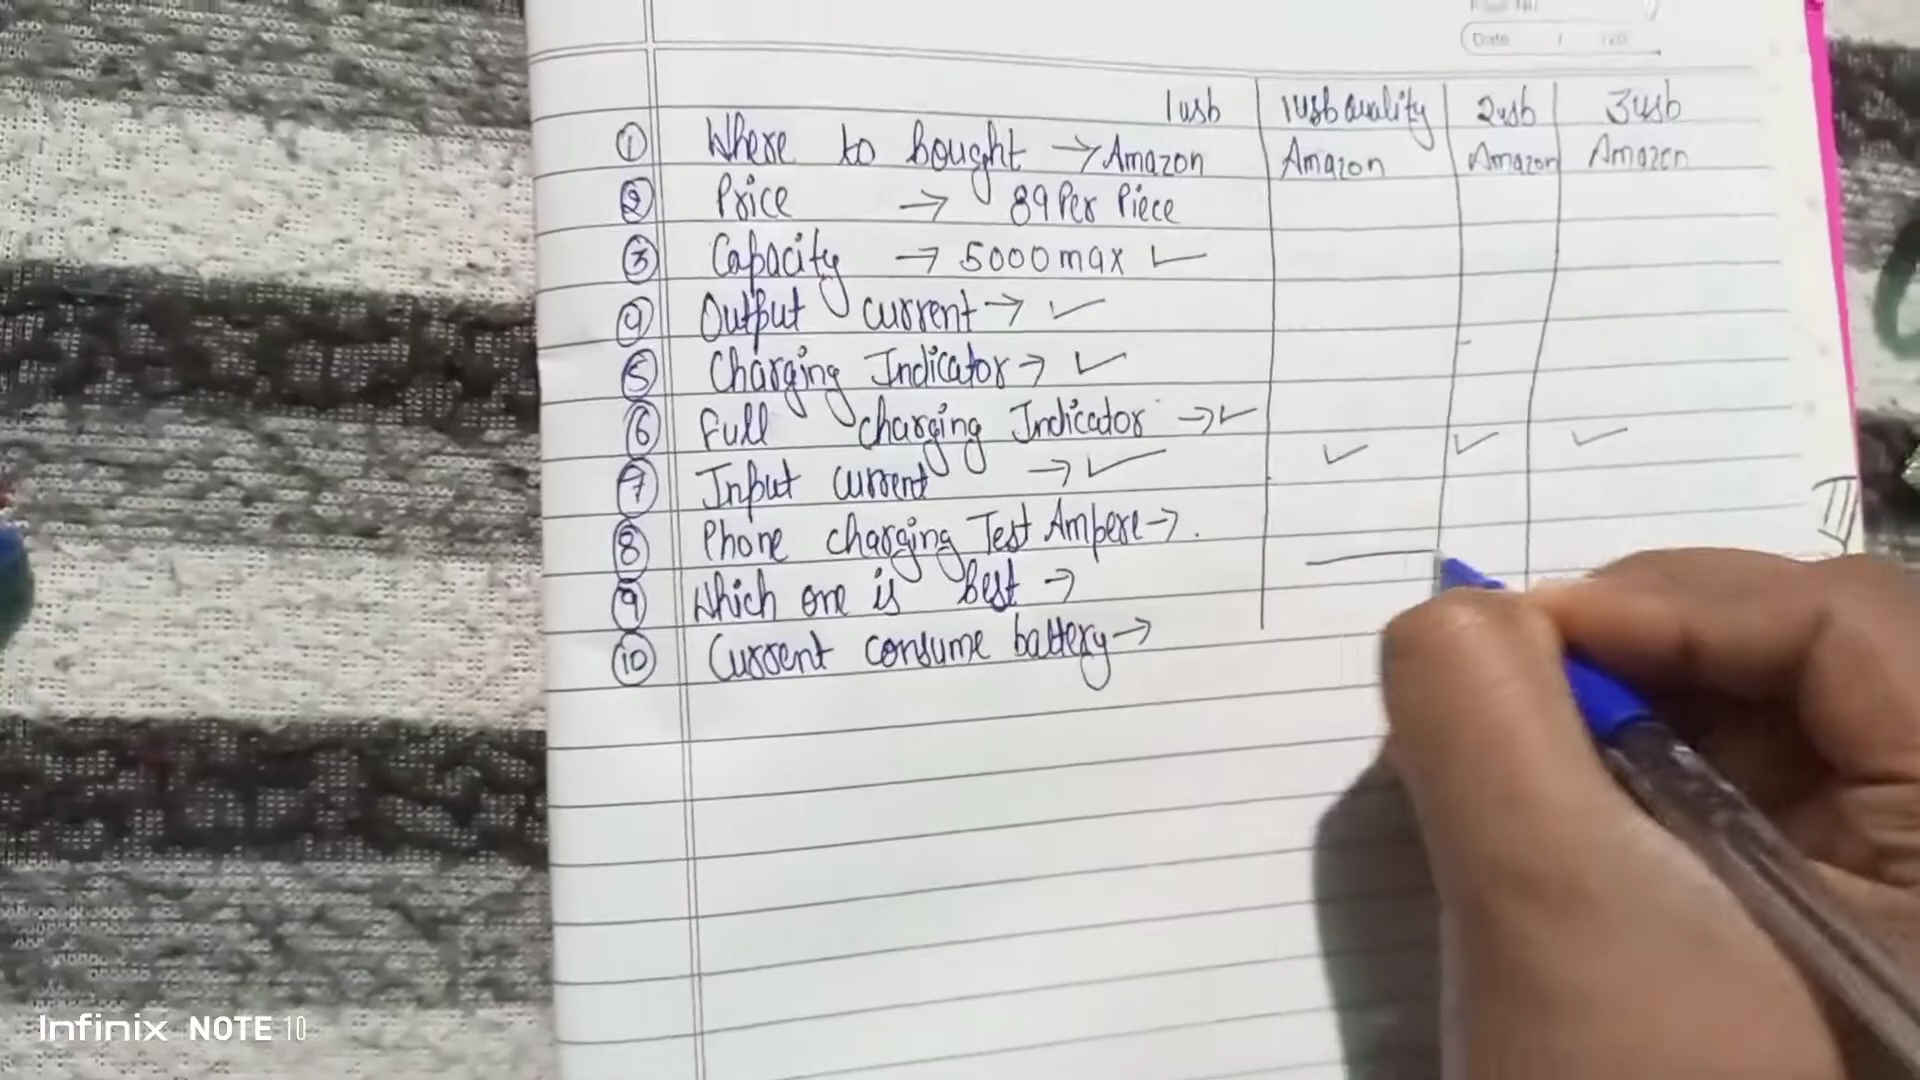 Date / /20
1usb 1usb quality 2usb 3usb
① Where to bought → Amazon Amazon Amazon Amazon
② Price → 89 Per Piece
③ Capacity → 5000 max ✓
④ Output current → ✓
⑤ Charging Indicator → ✓
⑥ Full charging Indicator → ✓
⑦ Input current → ✓ ✓ ✓ ✓
⑧ Phone charging Test Ampere → .
⑨ Which one is Best →
⑩ Current consume battery →
Infinix NOTE 10